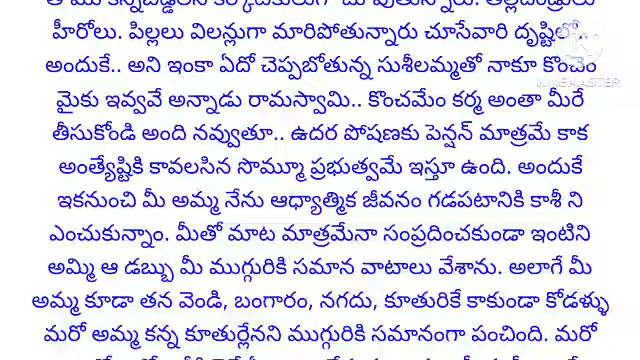 హీరోలు. పిల్లలు విలన్లుగా మారిపోతున్నారు చూసేవారి దృష్టిలో..
అందుకే.. అని ఇంకా ఏదో చెప్పబోతున్న సుశీలమ్మతో నాకూ కొంచెం
మైకు ఇవ్వవే అన్నాడు రామస్వామి.. కొంచమేం కర్మ అంతా మీరే
తీసుకోండి అంది నవ్వుతూ.. ఉదర పోషణకు పెన్షన్ మాత్రమే కాక
అంత్యేష్టికి కావలసిన సొమ్మూ ప్రభుత్వమే ఇస్తూ ఉంది. అందుకే
ఇకనుంచి మీ అమ్మ నేను ఆధ్యాత్మిక జీవనం గడపటానికి కాశీ ని
ఎంచుకున్నాం. మీతో మాట మాత్రమేనా సంప్రదించకుండా ఇంటిని
అమ్మి ఆ డబ్బు మీ ముగ్గురికి సమాన వాటాలు వేశాను. అలాగే మీ
అమ్మ కూడా తన వెండి, బంగారం, నగదు, కూతురికే కాకుండా కోడళ్ళు
మరో అమ్మ కన్న కూతుర్లేనని ముగ్గురికి సమానంగా పంచింది. మరో
KINEMASTER